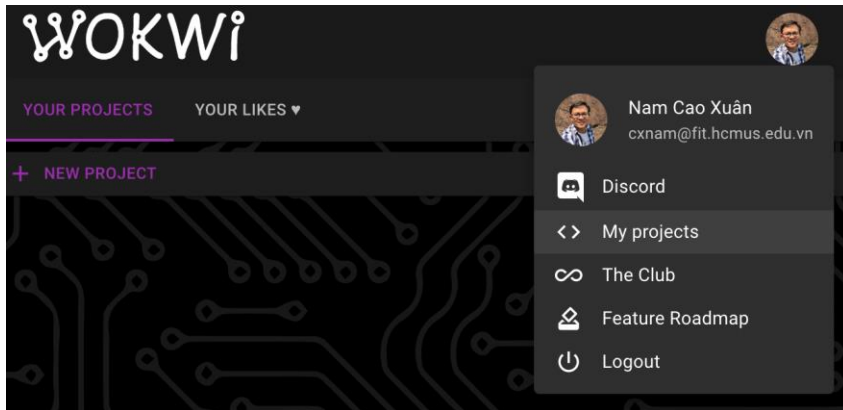 WOKWi
YOUR PROJECTS YOUR LIKES ♥
+ NEW PROJECT
Nam Cao Xuân
cxnam@fit.hcmus.edu.vn
Discord
My projects
The Club
Feature Roadmap
Logout